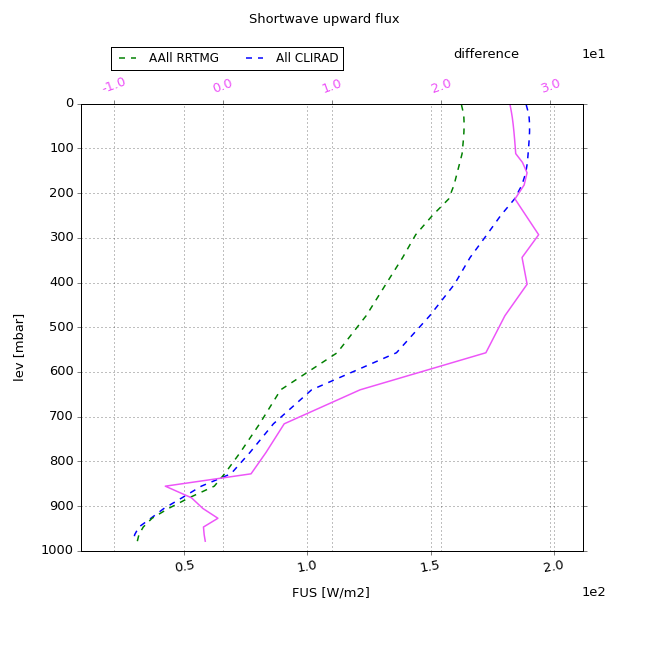 Shortwave upward flux
AAll RRTMG All CLIRAD difference 1e1
-1.0 0.0 1.0 2.0 3.0
0
100
200
300
400
500
600
700
800
900
1000
lev [mbar]
0.5 1.0 1.5 2.0
FUS [W/m2] 1e2